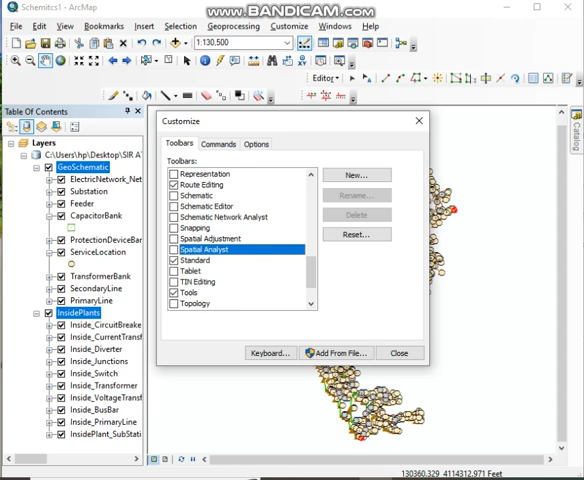 Schemitcs1 - ArcMap
www.BANDICAM.com
File Edit View Bookmarks Insert Selection Geoprocessing Customize Windows Help
1:130,500
Editor
Table Of Contents
Layers
C:\Users\hp\Desktop\SIR A
GeoSchematic
ElectricNetwork_Net
Substation
Feeder
CapacitorBank
ProtectionDeviceBan
ServiceLocation
TransformerBank
SecondaryLine
PrimaryLine
InsidePlants
Inside_CircuitBreake
Inside_CurrentTransf
Inside_Diverter
Inside_Junctions
Inside_Switch
Inside_Transformer
Inside_VoltageTransf
Inside_BusBar
Inside_PrimaryLine
InsidePlant_SubStati
Customize
Toolbars Commands Options
Toolbars:
Representation
Route Editing
Schematic
Schematic Editor
Schematic Network Analyst
Snapping
Spatial Adjustment
Spatial Analyst
Standard
Tablet
TIN Editing
Tools
Topology
New...
Rename...
Delete
Reset...
Keyboard... Add From File... Close
Catalog
130360.329 4114312.971 Feet